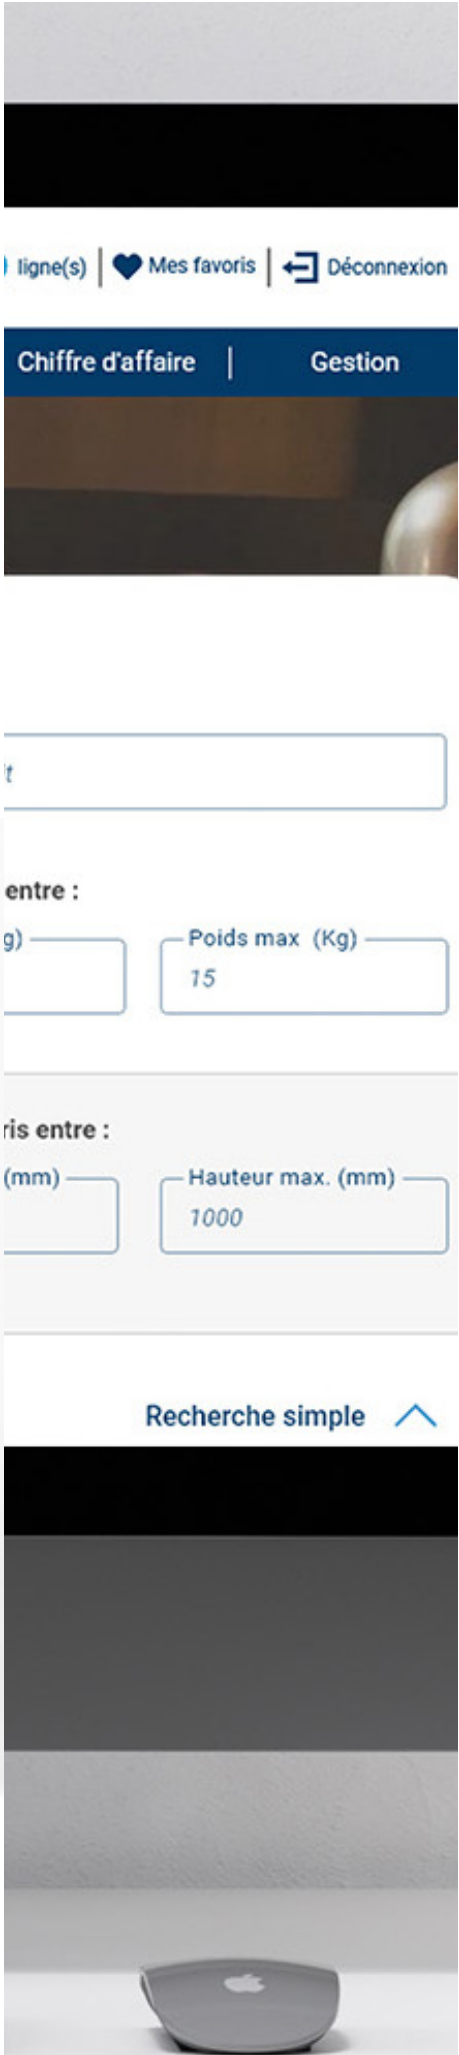 ligne(s) Mes favoris Déconnexion
Chiffre d'affaire Gestion
entre :
Poids max (Kg)
15
entre :
(mm) Hauteur max. (mm)
1000
Recherche simple